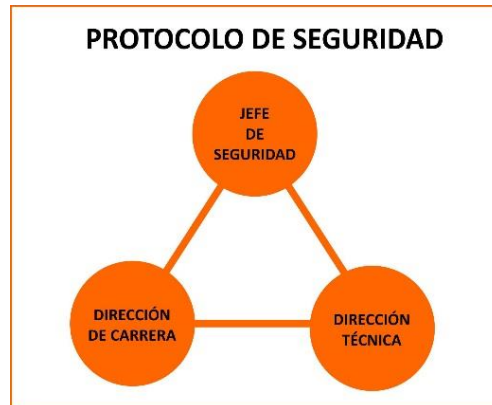 PROTOCOLO DE SEGURIDAD
JEFE
DE
SEGURIDAD
DIRECCIÓN
DE CARRERA
DIRECCIÓN
TÉCNICA